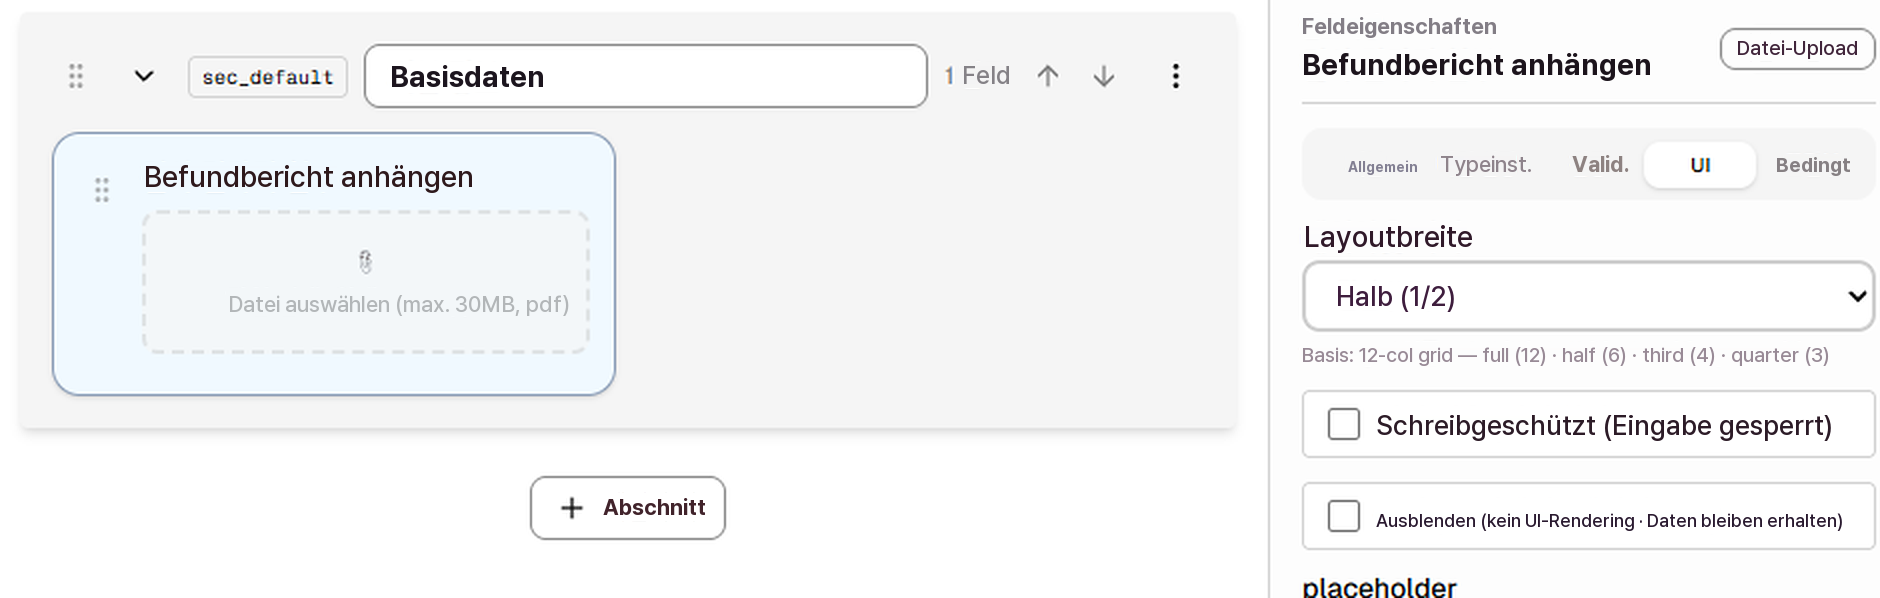 sec_default
Basisdaten
1 Feld
Befundbericht anhängen
Datei auswählen (max. 30MB, pdf)
+ Abschnitt
Feldeigenschaften
Befundbericht anhängen
Datei-Upload
Allgemein Typeinst. Valid. UI Bedingt
Layoutbreite
Halb (1/2)
Basis: 12-col grid — full (12) · half (6) · third (4) · quarter (3)
Schreibgeschützt (Eingabe gesperrt)
Ausblenden (kein UI-Rendering · Daten bleiben erhalten)
placeholder